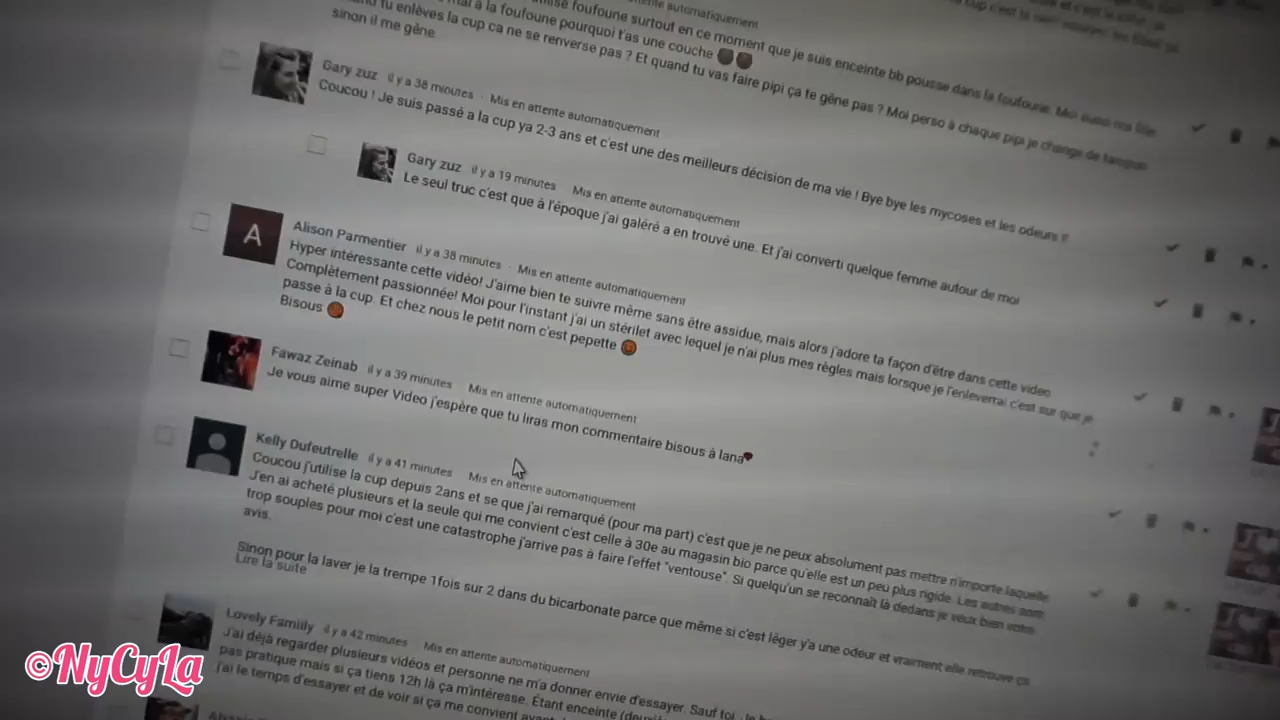 foufoune surtout en ce moment que je suis enceinte bb pousse dans la foufoune. Moi aussi ma fille
mal à la foufoune pourquoi t'as une couche
tu enlèves la cup ca ne se renverse pas ? Et quand tu vas faire pipi ça te gêne pas ? Moi perso à chaque pipi je change de tampon
sinon il me gêne.
Gary zuz il y a 38 minutes · Mis en attente automatiquement
Coucou ! Je suis passé a la cup ya 2-3 ans et c'est une des meilleurs décision de ma vie ! Bye bye les mycoses et les odeurs !!
Gary zuz il y a 19 minutes Mis en attente automatiquement
Le seul truc c'est que à l'époque j'ai galéré a en trouvé une. Et j'ai converti quelque femme autour de moi
A
Alison Parmentier il y a 38 minutes · Mis en attente automatiquement
Hyper intéressante cette vidéo! J'aime bien te suivre même sans être assidue, mais alors j'adore ta façon d'être dans cette video.
Complètement passionnée! Moi pour l'instant j'ai un stérilet avec lequel je n'ai plus mes règles mais lorsque je l'enleverrai c'est sur que je
passe à la cup. Et chez nous le petit nom c'est pepette
Bisous
Fawaz Zeinab il y a 39 minutes Mis en attente automatiquement
Je vous aime super Video j'espère que tu liras mon commentaire bisous à lana
Kelly Dufeutrelle il y a 41 minutes Mis en attente automatiquement
Coucou j'utilise la cup depuis 2ans et se que j'ai remarqué (pour ma part) c'est que je ne peux absolument pas mettre n'importe laquelle
J'en ai acheté plusieurs et la seule qui me convient c'est celle à 30e au magasin bio parce qu'elle est un peu plus rigide. Les autres sont
trop souples pour moi c'est une catastrophe j'arrive pas à faire l'effet "ventouse". Si quelqu'un se reconnaît là dedans je veux bien votre
avis.
Sinon pour la laver je la trempe 1fois sur 2 dans du bicarbonate parce que même si c'est léger y'a une odeur et vraiment elle retrouve ça
Lire la suite
Lovely Family il y a 42 minutes Mis en attente automatiquement
J'ai déjà regarder plusieurs vidéos et personne ne m'a donner envie d'essayer. Sauf toi. Je
pas pratique mais si ça tiens 12h là ça m'intéresse. Étant enceinte
j'ai le temps d'essayer et de voir si ça me convient
©NyCyLa